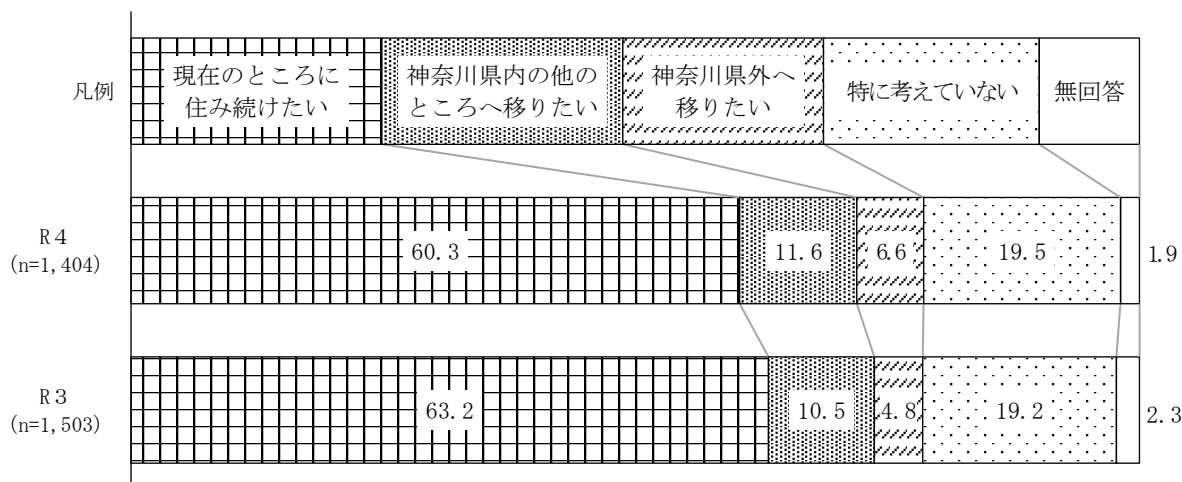 凡例
現在のところに
住み続けたい
神奈川県内の他の
ところへ移りたい
神奈川県外へ
移りたい
特に考えていない
無回答
R4
(n=1,404)
60.3
11.6
6.6
19.5
1.9
R3
(n=1,503)
63.2
10.5
4.8
19.2
2.3